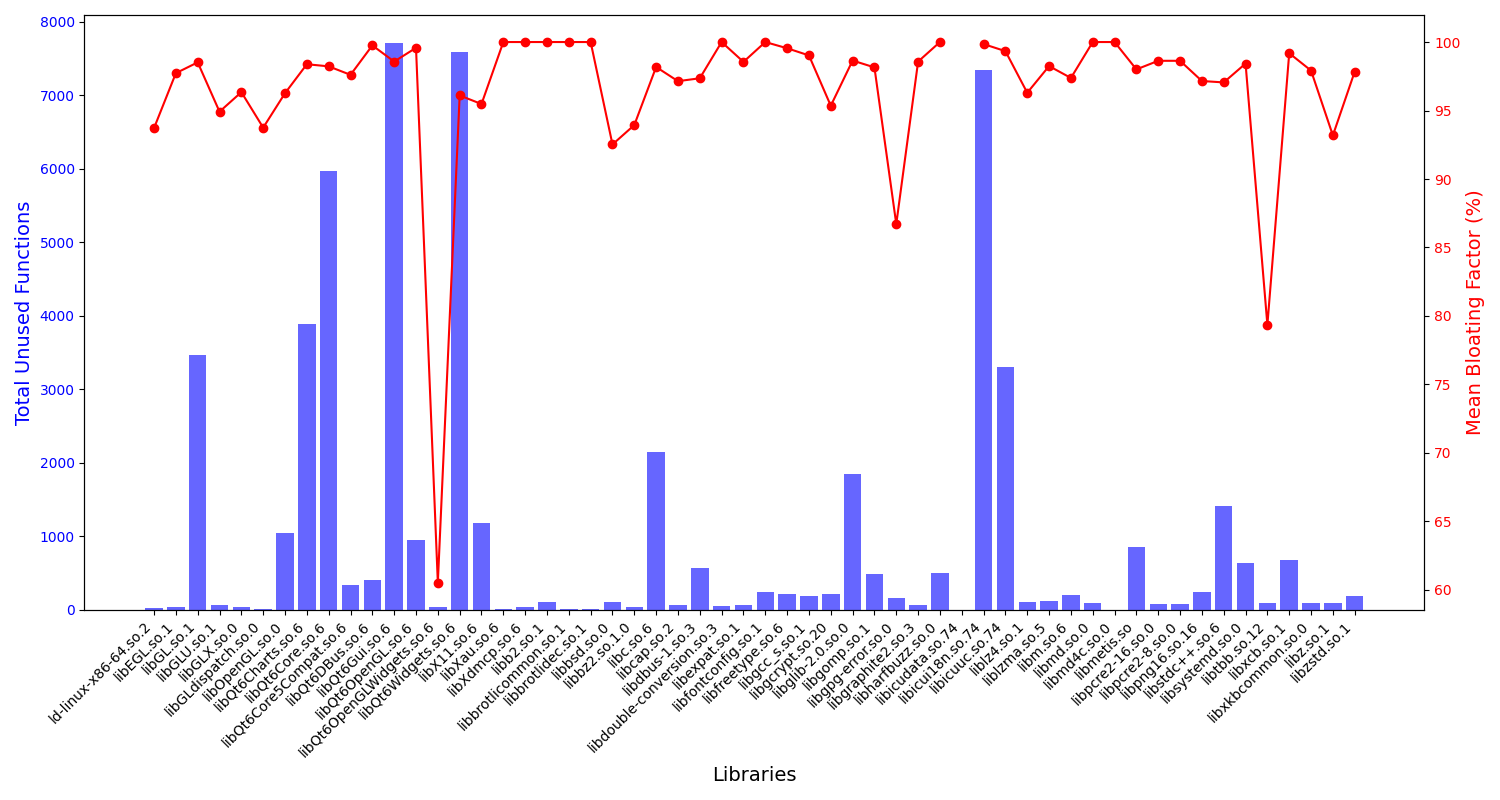 8000
7000
6000
5000
4000
3000
2000
1000
0
Total Unused Functions
100
95
90
85
80
75
70
65
60
Mean Bloating Factor (%)
ld-linux-x86-64.so.2
libEGL.so.1
libGL.so.1
libGLU.so.1
libGLX.so.0
libGLdispatch.so.0
libOpenGL.so.0
libQt6Charts.so.6
libQt6Core.so.6
libQt6Core5Compat.so.6
libQt6DBus.so.6
libQt6Gui.so.6
libQt6OpenGL.so.6
libQt6OpenGLWidgets.so.6
libQt6Widgets.so.6
libX11.so.6
libXau.so.6
libXdmcp.so.6
libb2.so.1
libbrotlicommon.so.1
libbrotlidec.so.1
libbsd.so.0
libbz2.so.1.0
libc.so.6
libcap.so.2
libdbus-1.so.3
libdouble-conversion.so.3
libexpat.so.1
libfontconfig.so.1
libfreetype.so.6
libgcc_s.so.1
libgcrypt.so.20
libglib-2.0.so.0
libgomp.so.1
libgpg-error.so.0
libgraphite2.so.3
libharfbuzz.so.0
libicudata.so.74
libicui18n.so.74
libicuuc.so.74
liblz4.so.1
liblzma.so.5
libm.so.6
libmd.so.0
libmd4c.so.0
libmetis.so
libpcre2-16.so.0
libpcre2-8.so.0
libpng16.so.16
libstdc++.so.6
libsystemd.so.0
libtbb.so.12
libxcb.so.1
libxkbcommon.so.0
libz.so.1
libzstd.so.1
Libraries